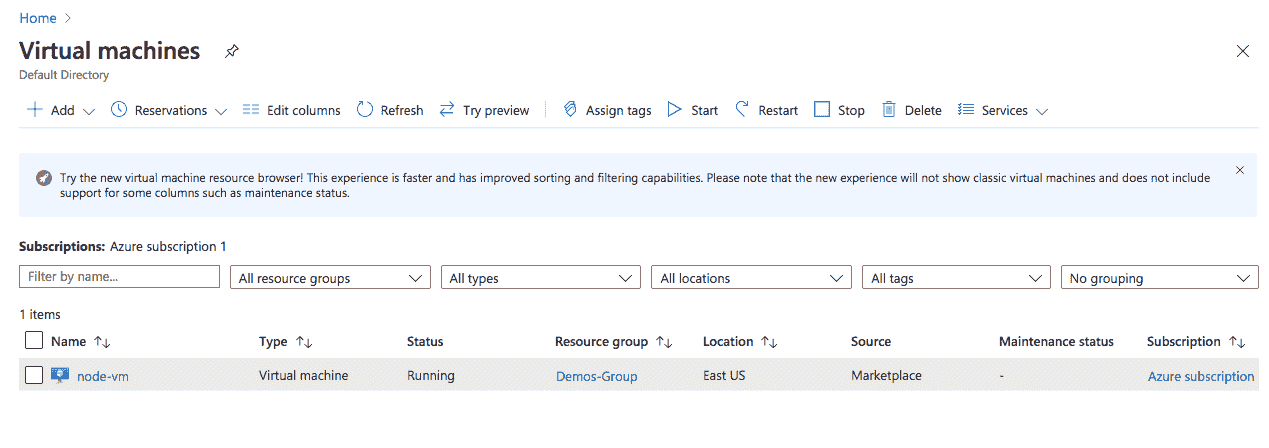 Home
Virtual machines
Default Directory
Add Reservations Edit columns Refresh Try preview Assign tags Start Restart Stop Delete Services
Try the new virtual machine resource browser! This experience is faster and has improved sorting and filtering capabilities. Please note that the new experience will not show classic virtual machines and does not include
support for some columns such as maintenance status.
Subscriptions: Azure subscription 1
Filter by name... All resource groups All types All locations All tags No grouping
1 items
Name Type Status Resource group Location Source Maintenance status Subscription
node-vm Virtual machine Running Demos-Group East US Marketplace - Azure subscription